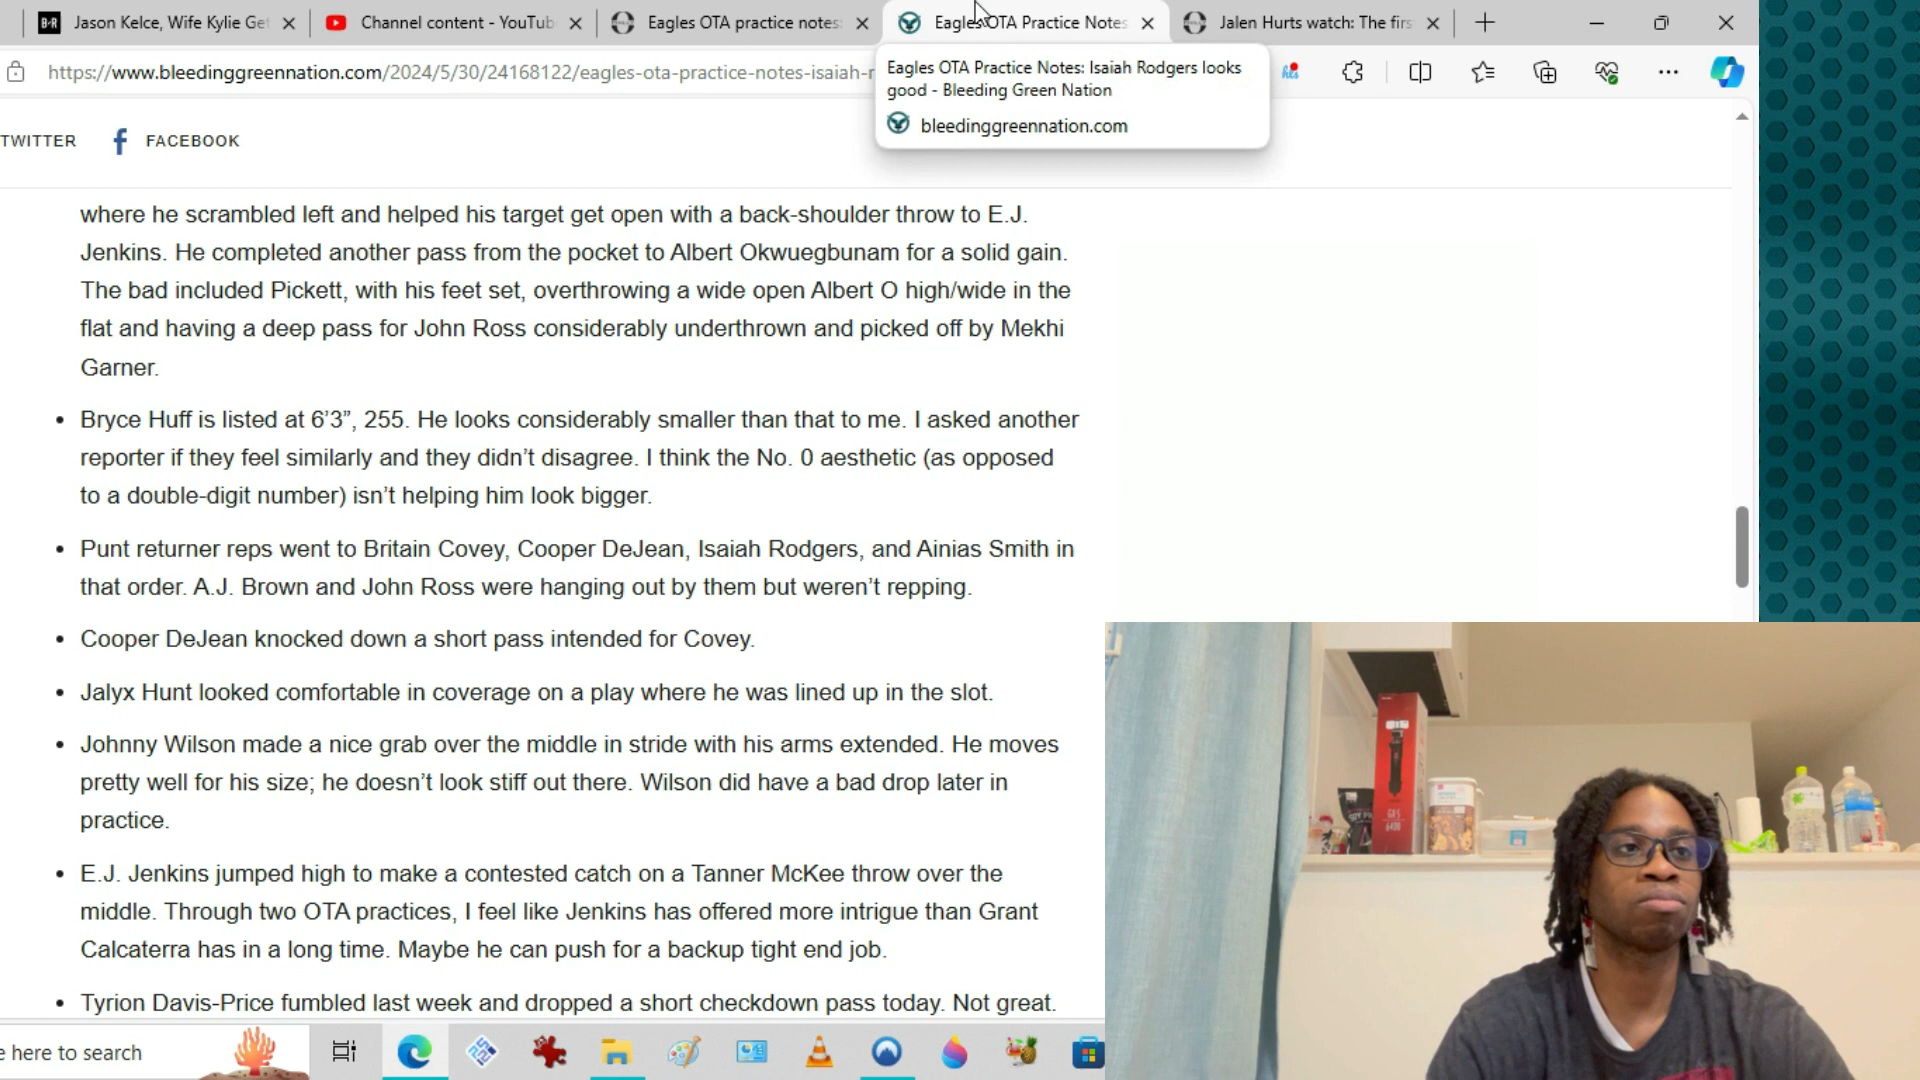 Jason Kelce, Wife Kylie Get
Channel content - YouTub
Eagles OTA practice notes:
Eagles OTA Practice Notes
Jalen Hurts watch: The firs
https://www.bleedinggreennation.com/2024/5/30/24168122/eagles-ota-practice-notes-isaiah-r
Eagles OTA Practice Notes: Isaiah Rodgers looks
good - Bleeding Green Nation
bleedinggreennation.com
TWITTER
FACEBOOK
where he scrambled left and helped his target get open with a back-shoulder throw to E.J.
Jenkins. He completed another pass from the pocket to Albert Okwuegbunam for a solid gain.
The bad included Pickett, with his feet set, overthrowing a wide open Albert O high/wide in the
flat and having a deep pass for John Ross considerably underthrown and picked off by Mekhi
Garner.
• Bryce Huff is listed at 6’3”, 255. He looks considerably smaller than that to me. I asked another
reporter if they feel similarly and they didn’t disagree. I think the No. 0 aesthetic (as opposed
to a double-digit number) isn’t helping him look bigger.
• Punt returner reps went to Britain Covey, Cooper DeJean, Isaiah Rodgers, and Ainias Smith in
that order. A.J. Brown and John Ross were hanging out by them but weren’t repping.
• Cooper DeJean knocked down a short pass intended for Covey.
• Jalyx Hunt looked comfortable in coverage on a play where he was lined up in the slot.
• Johnny Wilson made a nice grab over the middle in stride with his arms extended. He moves
pretty well for his size; he doesn’t look stiff out there. Wilson did have a bad drop later in
practice.
• E.J. Jenkins jumped high to make a contested catch on a Tanner McKee throw over the
middle. Through two OTA practices, I feel like Jenkins has offered more intrigue than Grant
Calcaterra has in a long time. Maybe he can push for a backup tight end job.
• Tyrion Davis-Price fumbled last week and dropped a short checkdown pass today. Not great.
e here to search